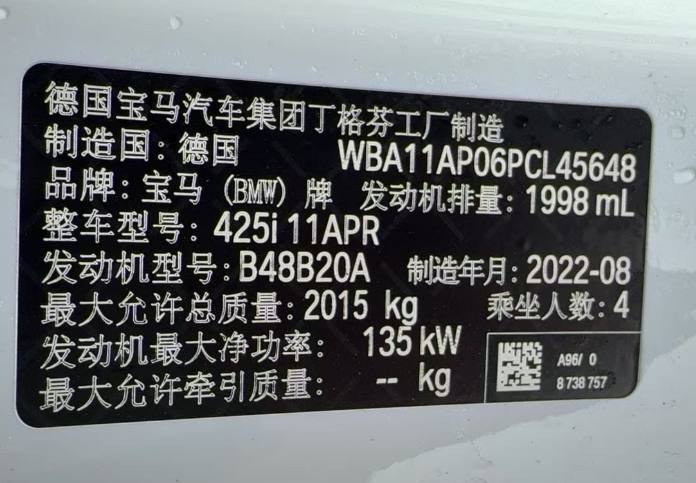 德国宝马汽车集团丁格芬工厂制造
制造国: 德国 WBA11AP06PCL45648
品牌: 宝马 (BMW) 牌 发动机排量: 1998 mL
整车型号: 425i 11APR
发动机型号: B48B20A 制造年月: 2022-08
最大允许总质量: 2015 kg 乘坐人数: 4
发动机最大净功率: 135 kW
最大允许牵引质量: -- kg
A96/ 0
8 738 757